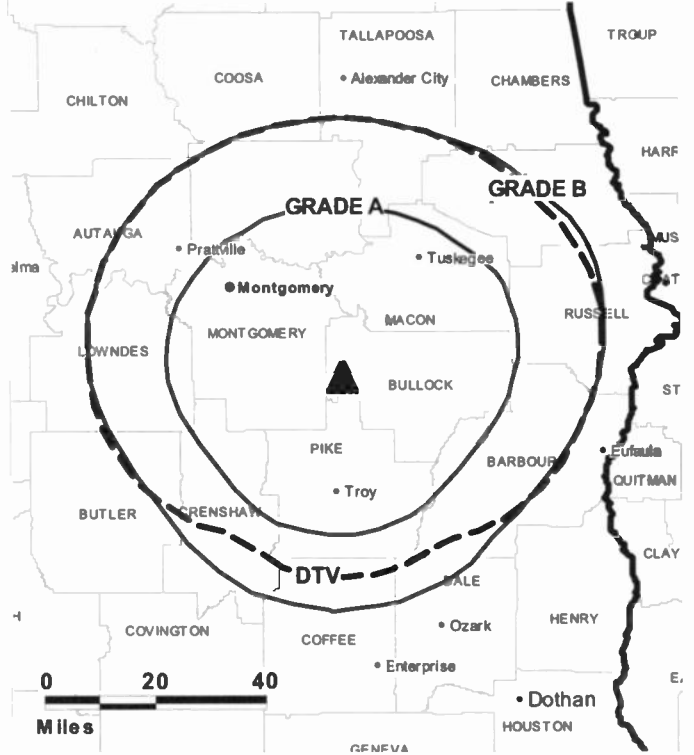 TALLAPOOSA
TROUP
COOSA
Alexander City
CHAMBERS
CHILTON
HARF
GRADE B
GRADE A
AUTAUGA
MUS
Prattville
Tuskegee
elma
Montgomery
RUSSELL
MACON
MONTGOMERY
LOWNDES
BULLOCK
ST
PIKE
Eufaula
BARBOUR
QUITMAN
Troy
BUTLER
CRENSHAW
CLAY
DTV
DALE
HENRY
Ozark
COVINGTON
COFFEE
Enterprise
0 20 40
Miles
Dothan
HOUSTON
GENEVA